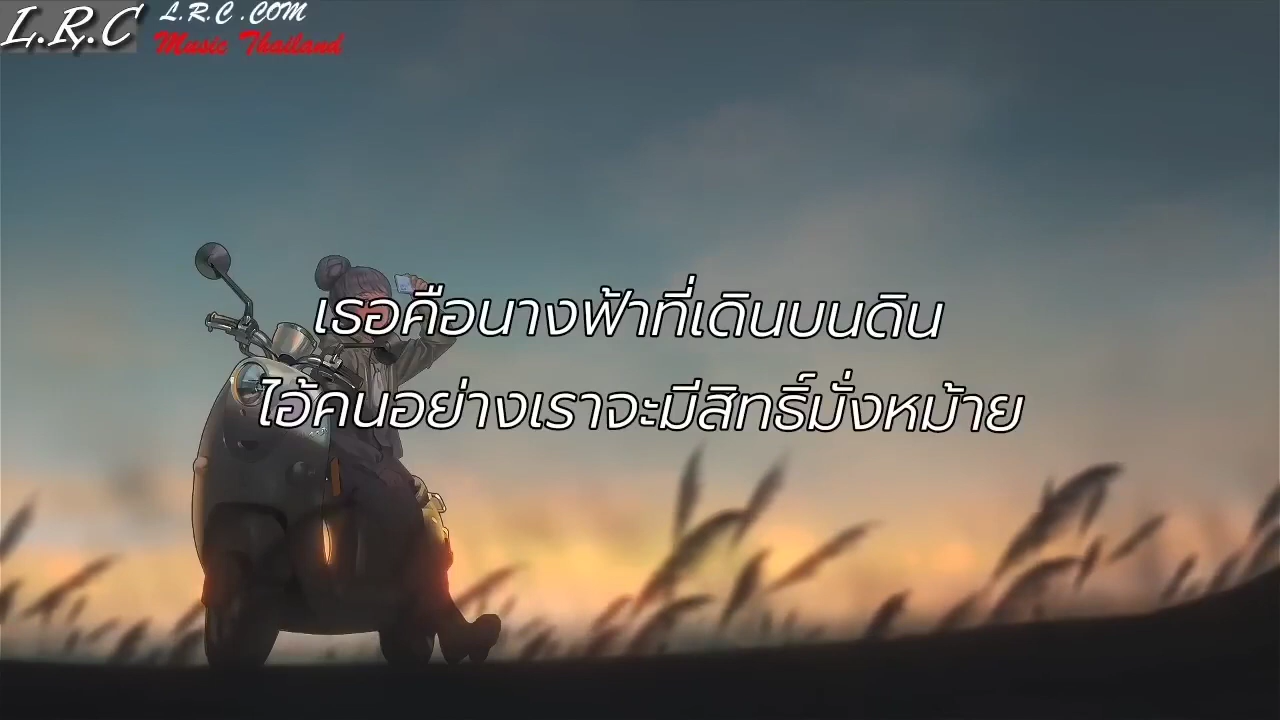 L.R.C
L.R.C .COM
Music Thailand
เธอคือนางฟ้าที่เดินบนดิน
ไอ้คนอย่างเราจะมีสิทธิ์มั่งหม้าย